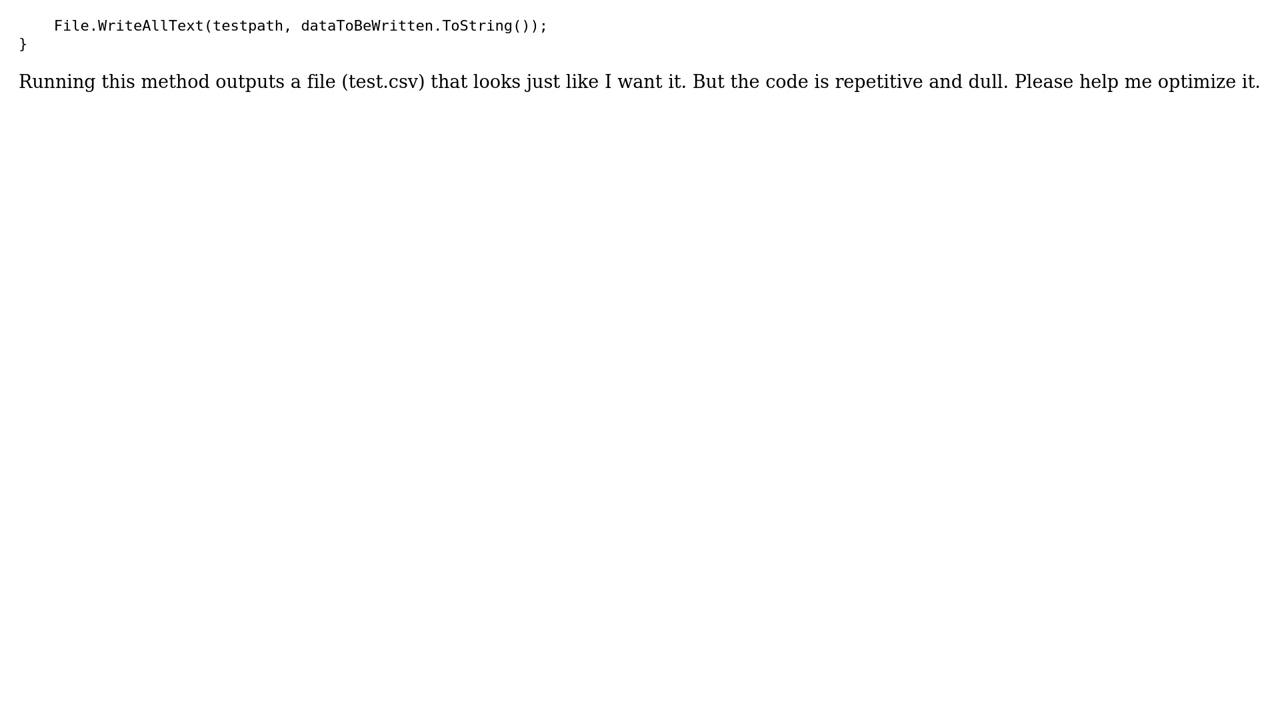 File.WriteAllText(testpath, dataToBeWritten.ToString());
}
Running this method outputs a file (test.csv) that looks just like I want it. But the code is repetitive and dull. Please help me optimize it.